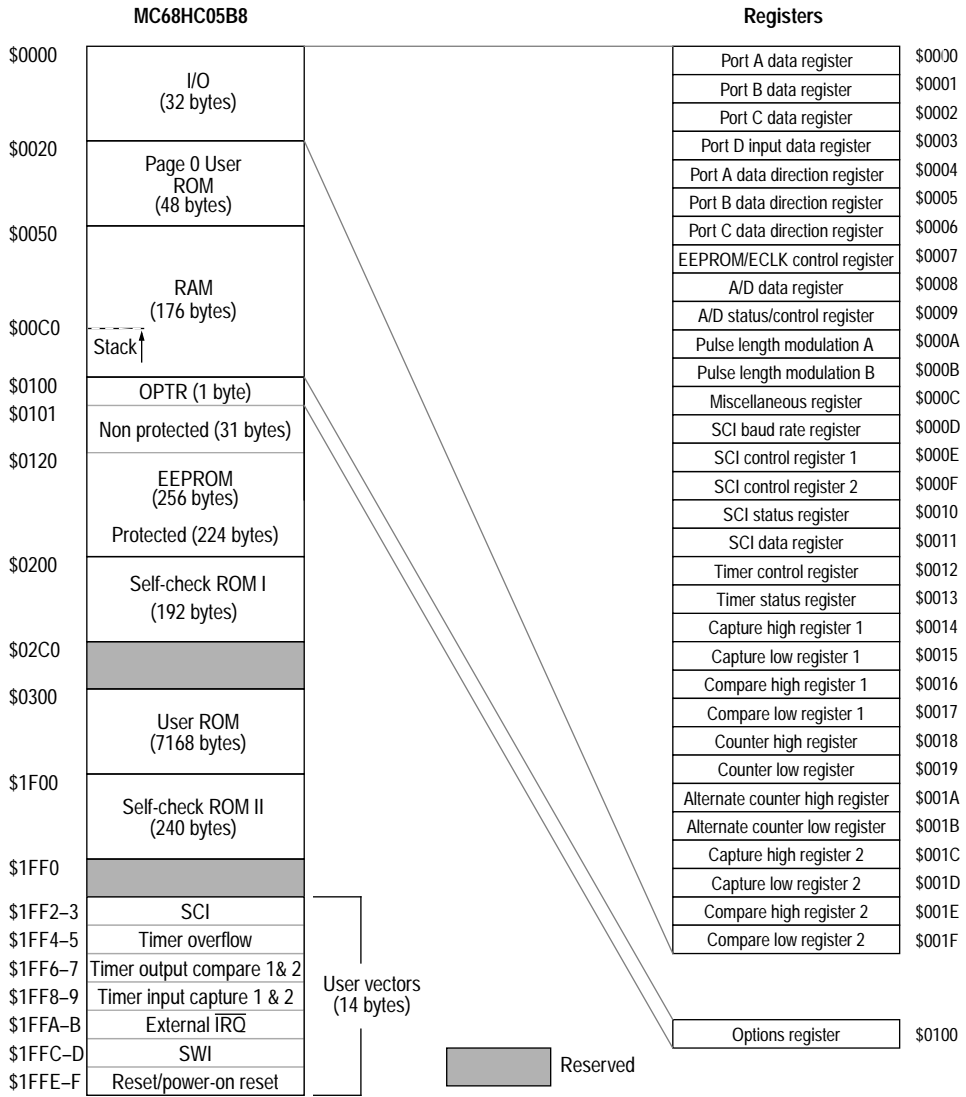 MC68HC05B8
$0000
I/O
(32 bytes)
$0020
Page 0 User
ROM
(48 bytes)
$0050
RAM
(176 bytes)
$00C0
Stack
$0100
OPTR (1 byte)
$0101
Non protected (31 bytes)
$0120
EEPROM
(256 bytes)
Protected (224 bytes)
$0200
Self-check ROM I
(192 bytes)
$02C0
$0300
User ROM
(7168 bytes)
$1F00
Self-check ROM II
(240 bytes)
$1FF0
$1FF2–3 SCI
$1FF4–5 Timer overflow
$1FF6–7 Timer output compare 1& 2
$1FF8–9 Timer input capture 1 & 2
$1FFA–B External I̅R̅Q̅
$1FFC–D SWI
$1FFE–F Reset/power-on reset
User vectors
(14 bytes)
Reserved
Registers
Port A data register $0000
Port B data register $0001
Port C data register $0002
Port D input data register $0003
Port A data direction register $0004
Port B data direction register $0005
Port C data direction register $0006
EEPROM/ECLK control register $0007
A/D data register $0008
A/D status/control register $0009
Pulse length modulation A $000A
Pulse length modulation B $000B
Miscellaneous register $000C
SCI baud rate register $000D
SCI control register 1 $000E
SCI control register 2 $000F
SCI status register $0010
SCI data register $0011
Timer control register $0012
Timer status register $0013
Capture high register 1 $0014
Capture low register 1 $0015
Compare high register 1 $0016
Compare low register 1 $0017
Counter high register $0018
Counter low register $0019
Alternate counter high register $001A
Alternate counter low register $001B
Capture high register 2 $001C
Capture low register 2 $001D
Compare high register 2 $001E
Compare low register 2 $001F
Options register $0100